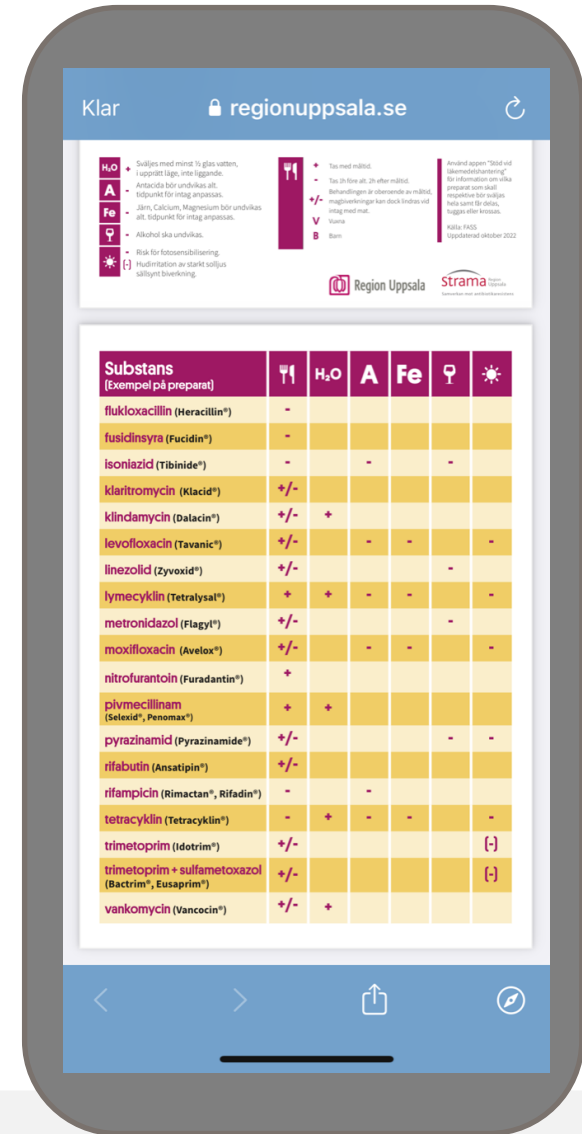 Klar regionuppsala.se
H₂O + Sväljes med minst ½ glas vatten,
i upprätt läge, inte liggande.
A - Antacida bör undvikas alt.
tidpunkt för intag anpassas.
Fe - Järn, Calcium, Magnesium bör undvikas
alt. tidpunkt för intag anpassas.
- Alkohol ska undvikas.
- Risk för fotosensibilisering.
(-) Hudirritation av starkt solljus
sällsynt biverkning.
+ Tas med måltid.
- Tas 1h före alt. 2h efter måltid.
+/- Behandlingen är oberoende av måltid,
magbiverkningar kan dock lindras vid
intag med mat.
V Vuxna
B Barn
Använd appen "Stöd vid
läkemedelshantering"
för information om vilka
preparat som skall
respektive bör sväljas
hela samt får delas,
tuggas eller krossas.
Källa: FASS
Uppdaterad oktober 2022
Region Uppsala
Strama Region Uppsala
Samverkan mot antibiotikaresistens
Substans
(Exempel på preparat) H₂O A Fe
flukloxacillin (Heracillin®) -
fusidinsyra (Fucidin®) -
isoniazid (Tibinide®) - - -
klaritromycin (Klacid®) +/-
klindamycin (Dalacin®) +/- +
levofloxacin (Tavanic®) +/- - - -
linezolid (Zyvoxid®) +/- -
lymecyklin (Tetralysal®) + + - - -
metronidazol (Flagyl®) +/- -
moxifloxacin (Avelox®) +/- - - -
nitrofurantoin (Furadantin®) +
pivmecillinam
(Selexid®, Penomax®) + +
pyrazinamid (Pyrazinamide®) +/- - -
rifabutin (Ansatipin®) +/-
rifampicin (Rimactan®, Rifadin®) - -
tetracyklin (Tetracyklin®) - + - - -
trimetoprim (Idotrim®) +/- (-)
trimetoprim + sulfametoxazol
(Bactrim®, Eusaprim®) +/- (-)
vankomycin (Vancocin®) +/- +